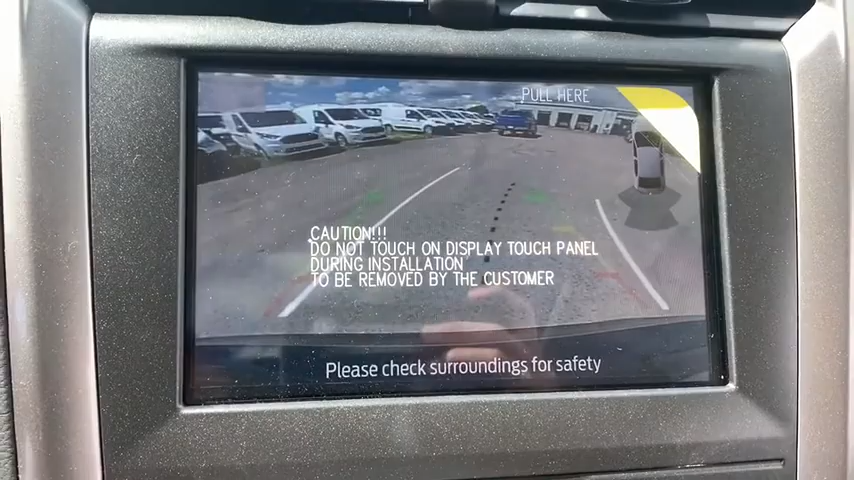 PULL HERE
CAUTION!!!
DO NOT TOUCH ON DISPLAY TOUCH PANEL
DURING INSTALLATION
TO BE REMOVED BY THE CUSTOMER
Please check surroundings for safety